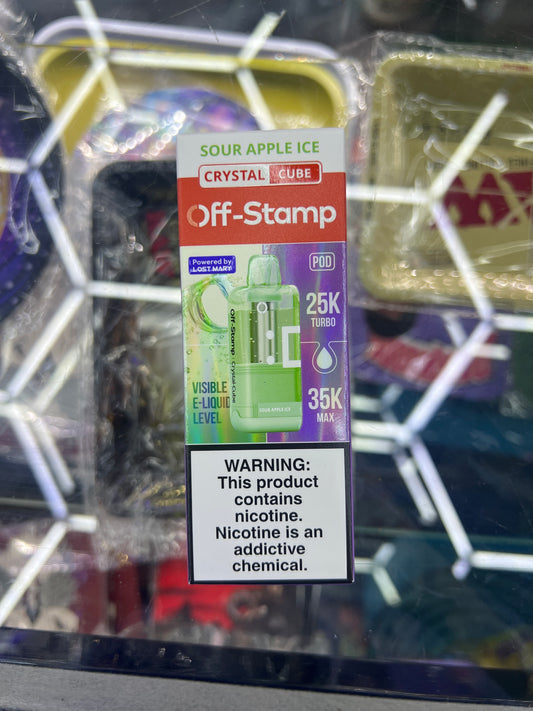 SOUR APPLE ICE
CRYSTAL CUBE
Off-Stamp
Powered by
LOST MARY
POD
25K
TURBO
Off-Stamp CrystalCube
VISIBLE
E-LIQUID
LEVEL
35K
MAX
SOUR APPLE ICE
WARNING:
This product
contains
nicotine.
Nicotine is an
addictive
chemical.